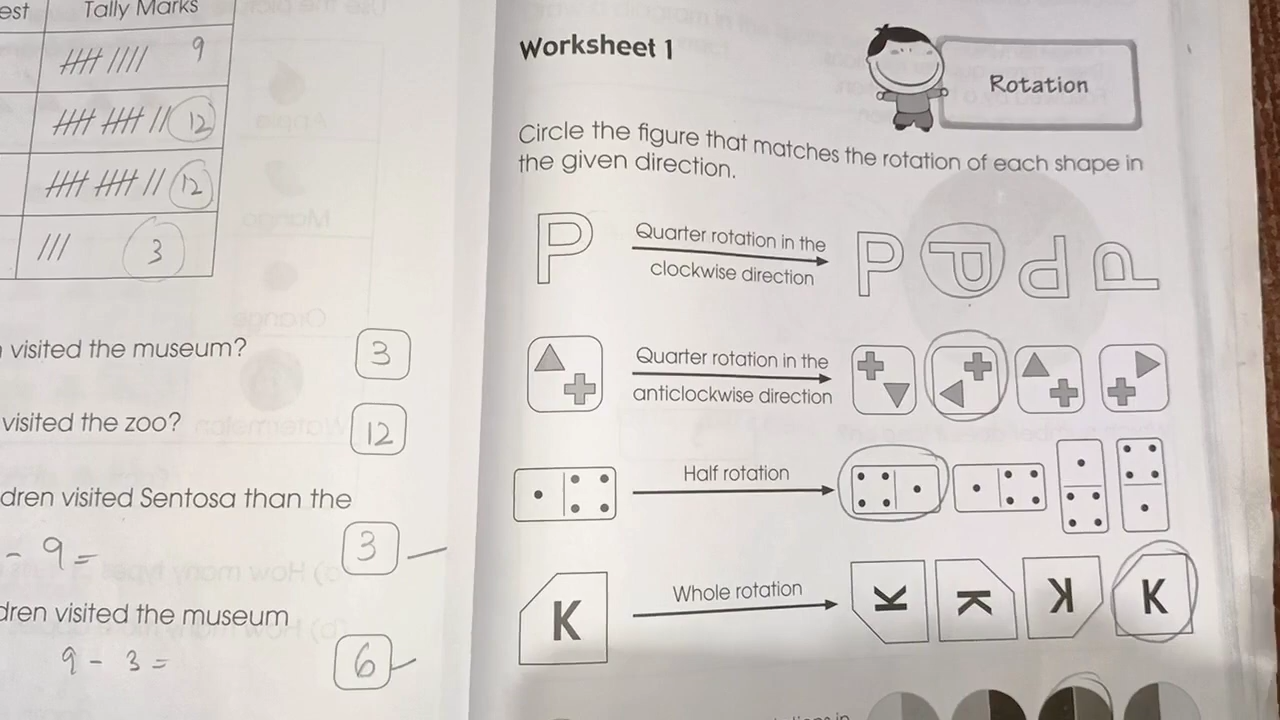 est Tally Marks
9
12
12
3
visited the museum? 3
visited the zoo? 12
dren visited Sentosa than the
- 9 = 3
dren visited the museum
9 - 3 = 6
Worksheet 1
Rotation
Circle the figure that matches the rotation of each shape in
the given direction.
P Quarter rotation in the P P P P
clockwise direction
Quarter rotation in the
anticlockwise direction
Half rotation
K Whole rotation K K K K